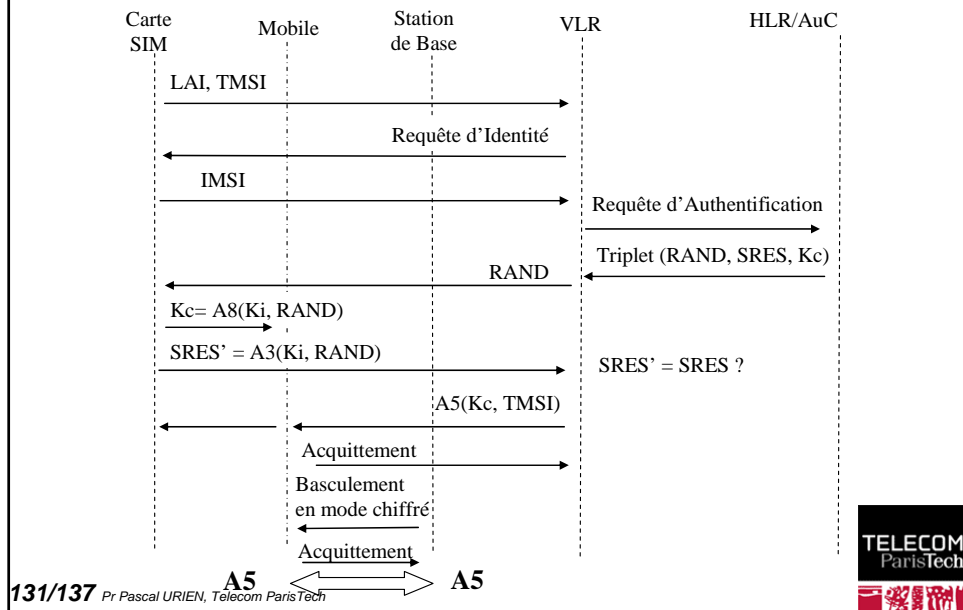 Carte
SIM
Mobile
Station
de Base
VLR
HLR/AuC
LAI, TMSI
Requête d'Identité
IMSI
Requête d'Authentification
Triplet (RAND, SRES, Kc)
RAND
Kc= A8(Ki, RAND)
SRES' = A3(Ki, RAND)
SRES' = SRES ?
A5(Kc, TMSI)
Acquittement
Basculement
en mode chiffré
Acquittement
A5
A5
131/137 Pr Pascal URIEN, Telecom ParisTech
TELECOM
ParisTech